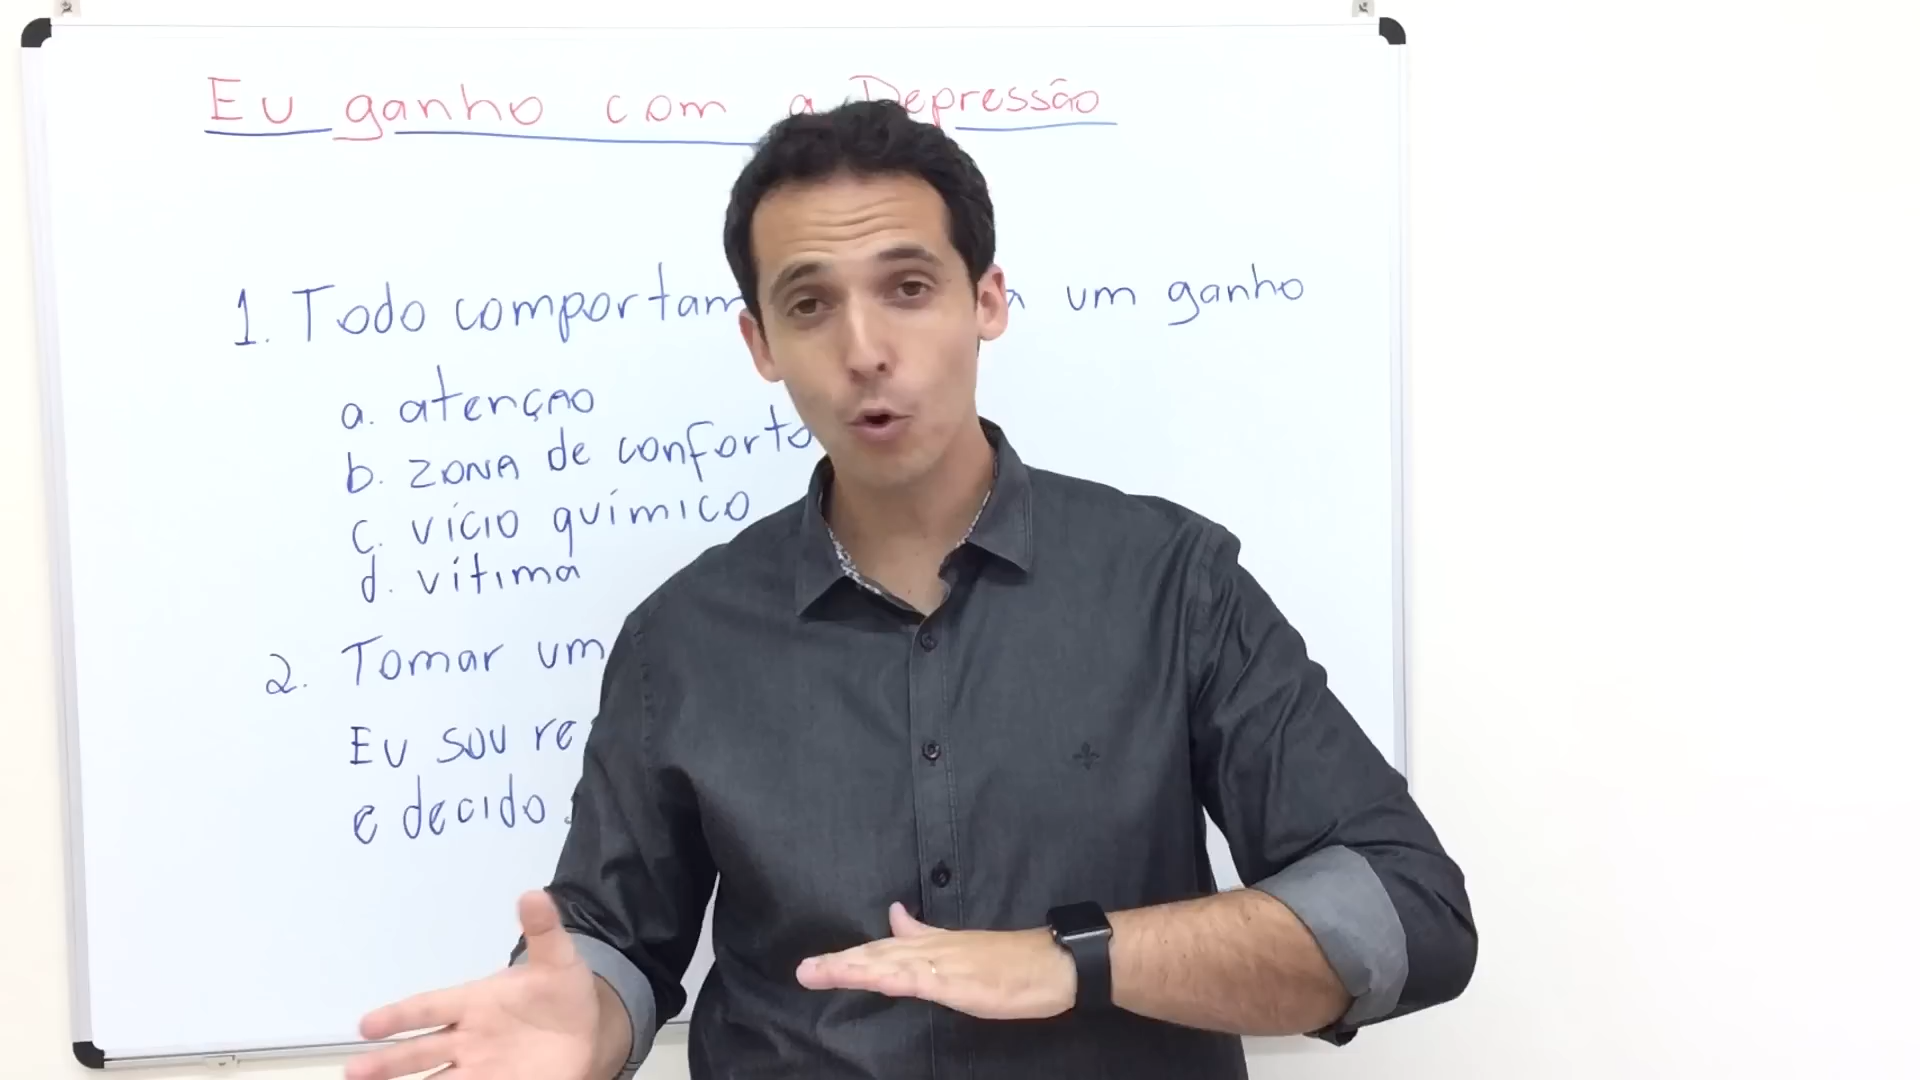 Eu ganho com a Depressão
1. Todo comportam um ganho
a. atenção
b. zona de conforto
c. vício químico
d. vítima
2. Tomar um
Eu sou re
e decido